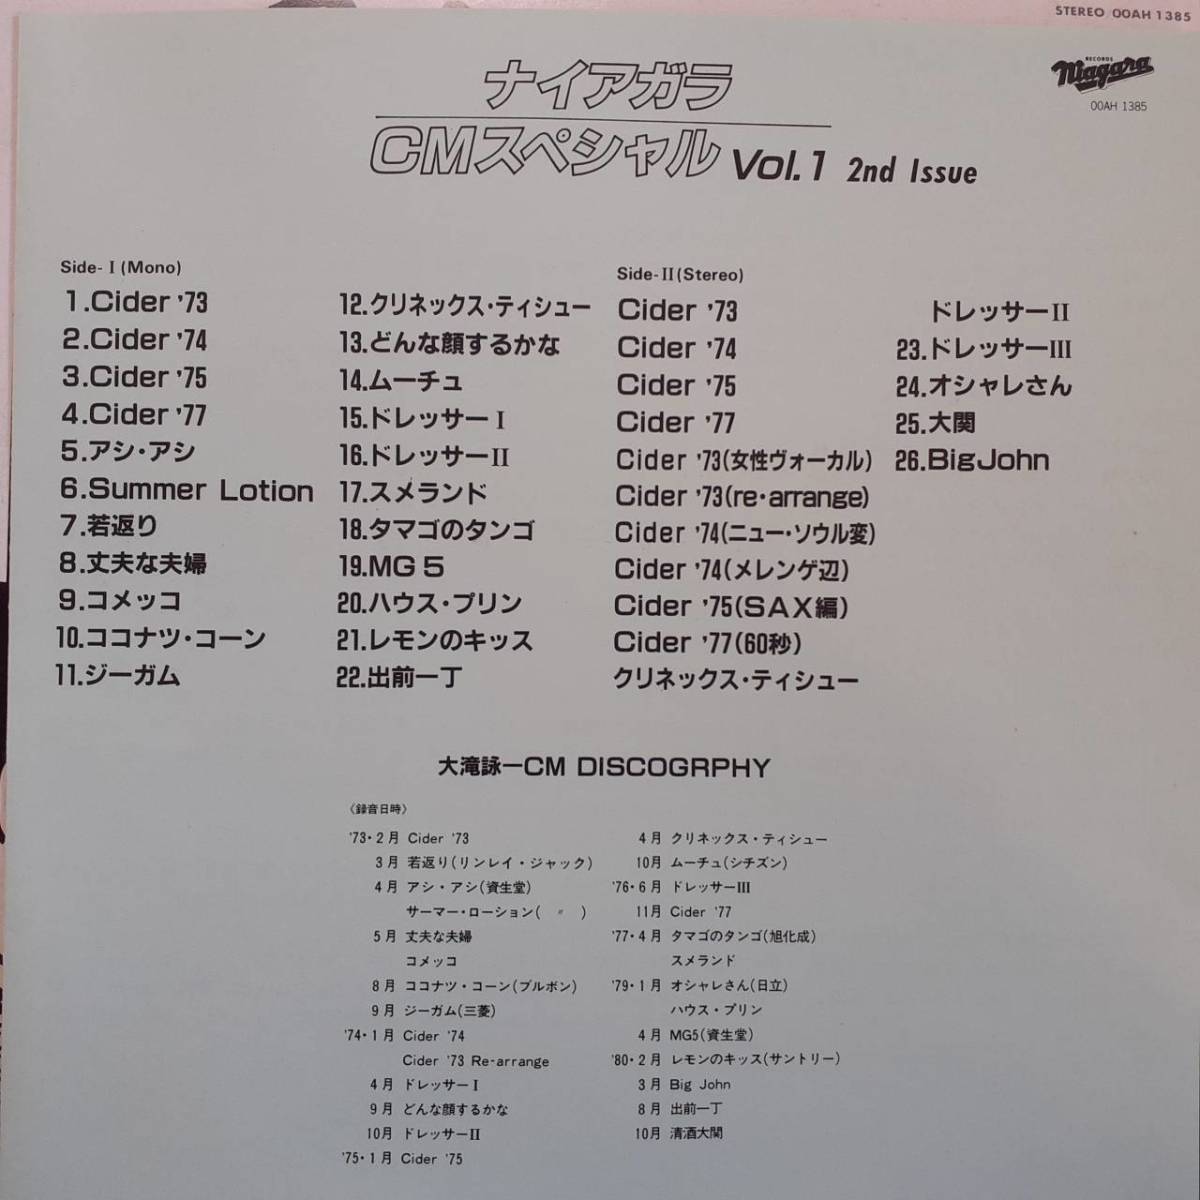 STEREO OOAH 1385
ナイアガラ
CMスペシャル Vol.1 2nd Issue
RECORDS
Niagara
OOAH 1385
Side-I(Mono)
1.Cider '73
2.Cider '74
3.Cider '75
4.Cider '77
5.アシ・アシ
6.Summer Lotion
7.若返り
8.丈夫な夫婦
9.コメッコ
10.ココナツ・コーン
11.ジーガム
12.クリネックス・ティシュー
13.どんな顔するかな
14.ムーチュ
15.ドレッサーI
16.ドレッサーII
17.スメランド
18.タマゴのタンゴ
19.MG5
20.ハウス・プリン
21.レモンのキッス
22.出前一丁
Side-II(Stereo)
Cider '73
Cider '74
Cider '75
Cider '77
Cider '73(女性ヴォーカル)
Cider '73(re・arrange)
Cider '74(ニュー・ソウル変)
Cider '74(メレンゲ辺)
Cider '75(SAX編)
Cider '77(60秒)
クリネックス・ティシュー
ドレッサーII
23.ドレッサーIII
24.オシャレさん
25.大関
26.Big John
大滝詠一CM DISCOGRPHY
〈録音日時〉
'73・2月 Cider '73
3月 若返り(リンレイ・ジャック)
4月 アシ・アシ(資生堂)
サーマー・ローション( 〃 )
5月 丈夫な夫婦
コメッコ
8月 ココナツ・コーン(ブルボン)
9月 ジーガム(三菱)
'74・1月 Cider '74
Cider '73 Re-arrange
4月 ドレッサーI
9月 どんな顔するかな
10月 ドレッサーII
'75・1月 Cider '75
4月 クリネックス・ティシュー
10月 ムーチュ(シチズン)
'76・6月 ドレッサーIII
11月 Cider '77
'77・4月 タマゴのタンゴ(旭化成)
スメランド
'79・1月 オシャレさん(日立)
ハウス・プリン
4月 MG5(資生堂)
'80・2月 レモンのキッス(サントリー)
3月 Big John
8月 出前一丁
10月 清酒大関